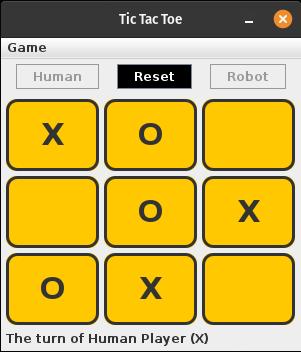 Tic Tac Toe
Game
Human Reset Robot
X O
O X
O X
The turn of Human Player (X)